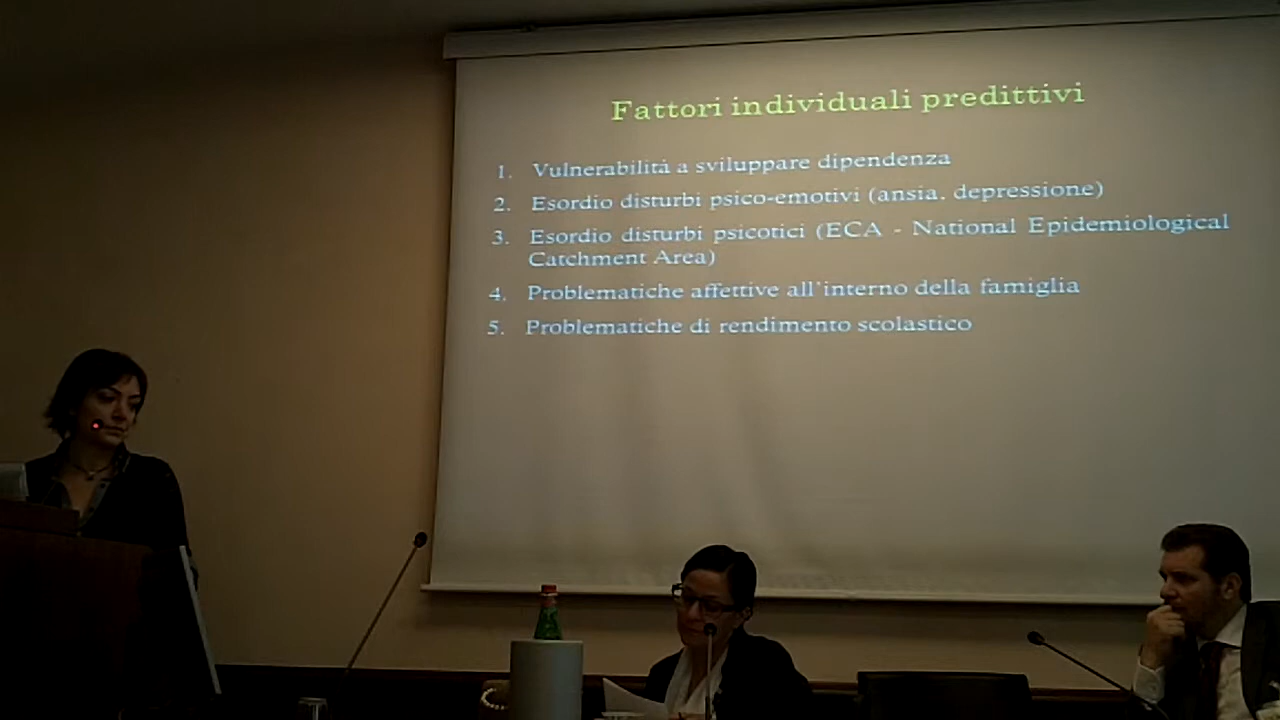 Fattori individuali predittivi
1. Vulnerabilità a sviluppare dipendenza
2. Esordio disturbi psico-emotivi (ansia, depressione)
3. Esordio disturbi psicotici (ECA - National Epidemiological
Catchment Area)
4. Problematiche affettive all'interno della famiglia
5. Problematiche di rendimento scolastico